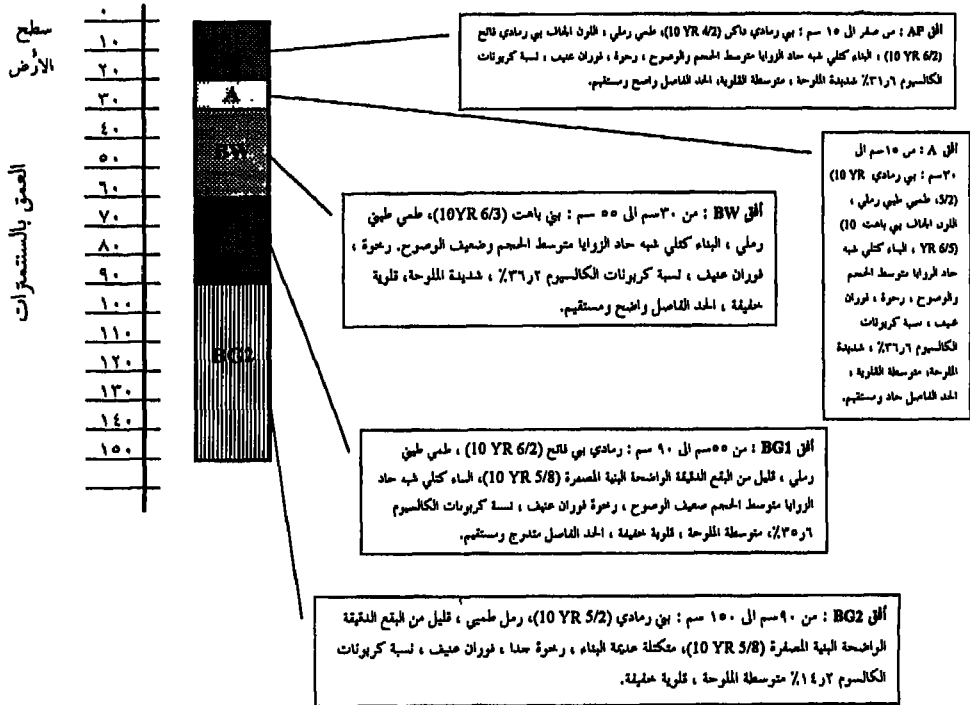 سطح
الأرض
العمق بالسنتمترات
٠
١٠
٢٠
٣٠
٤٠
٥٠
٦٠
٧٠
٨٠
٩٠
١٠٠
١١٠
١٢٠
١٣٠
١٤٠
١٥٠
A
BW
BG2
أفق AP : من صفر الى ١٥ سم : بني رمادي داكن (10 YR 4/2)، طمي رملي ، اللون الجاف بي رمادي فاتح
(10 YR 6/2) ، البناء كتلي شبه حاد الزوايا متوسط الحجم والوضوح ، رخوة ، فوران عنيف ، نسبة كربونات
الكالسيوم ٦ر٣١٪ شديدة الملوحة ، متوسطة القلوية، الحد الفاصل واضح ومستقيم.
أفق A : من ١٥سم الى
٣٠سم : بي رمادي (10 YR
3/2)، طمي طيي رملي ،
اللون الجاف بي باهت (10
YR 6/5) ، البناء كتلي شبه
حاد الزوايا متوسط الحجم
والوضوح ، رخوة ، فوران
عنيف ، نسبة كربونات
الكالسيوم ٦ر٣٦٪ ، شديدة
الملوحة، متوسطة القلوية ،
الحد الفاصل حاد ومستقيم.
أفق BW : من ٣٠سم الى ٥٥ سم : بني باهت (10YR 6/3)، طمي طيني
رملي ، البناء كتلي شبه حاد الزوايا متوسط الحجم وضعيف الوضوح. رخوة ،
فوران عنيف ، نسبة كربونات الكالسيوم ٢ر٣٦٪ ، شديدة الملوحة، قلوية
خفيفة ، الحد الفاصل واضح ومستقيم.
أفق BG1 : من ٥٥سم الى ٩٠ سم : رمادي بي فاتح (10 YR 6/2) ، طمي طيني
رملي ، قليل من البقع الدقيقة الواضحة البنية المصفرة (10 YR 5/8)، البناء كتلي شبه حاد
الزوايا متوسط الحجم ضعيف الوضوح ، رخوة فوران عنيف ، نسبة كربونات الكالسيوم
٦ر٣٥٪، متوسطة الملوحة ، قلوية خفيفة ، الحد الفاصل متدرج ومستقيم.
أفق BG2 : من ٩٠سم الى ١٥٠ سم : بني رمادي (10 YR 5/2)، رمل طميي ، قليل من البقع الدقيقة
الواضحة البنية المصفرة (10 YR 5/8)، متكتلة عديمة البناء ، رخوة جدا ، فوران عنيف ، نسبة كربونات
الكالسوم ٢ر١٤٪ متوسطة الملوحة ، قلوية خفيفة.